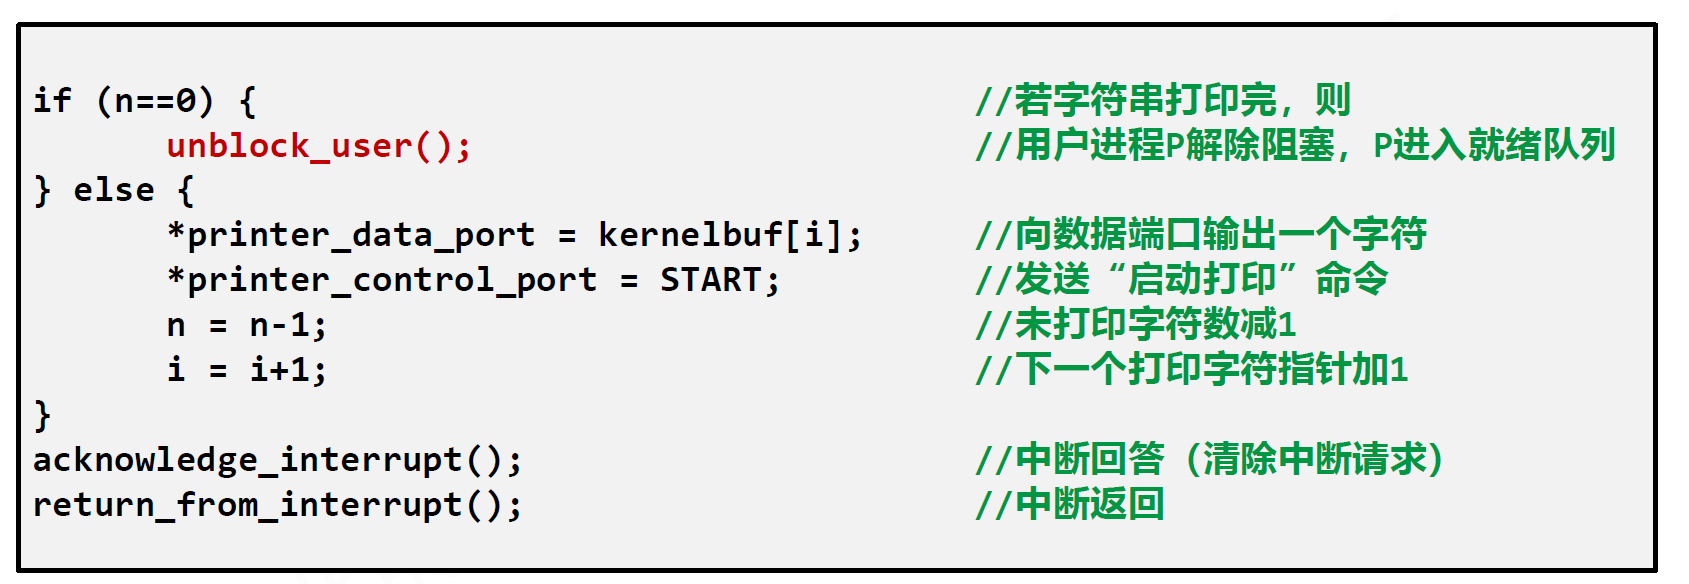 if (n==0) { //若字符串打印完，则
unblock_user(); //用户进程P解除阻塞，P进入就绪队列
} else {
*printer_data_port = kernelbuf[i]; //向数据端口输出一个字符
*printer_control_port = START; //发送“启动打印”命令
n = n-1; //未打印字符数减1
i = i+1; //下一个打印字符指针加1
}
acknowledge_interrupt(); //中断回答（清除中断请求）
return_from_interrupt(); //中断返回